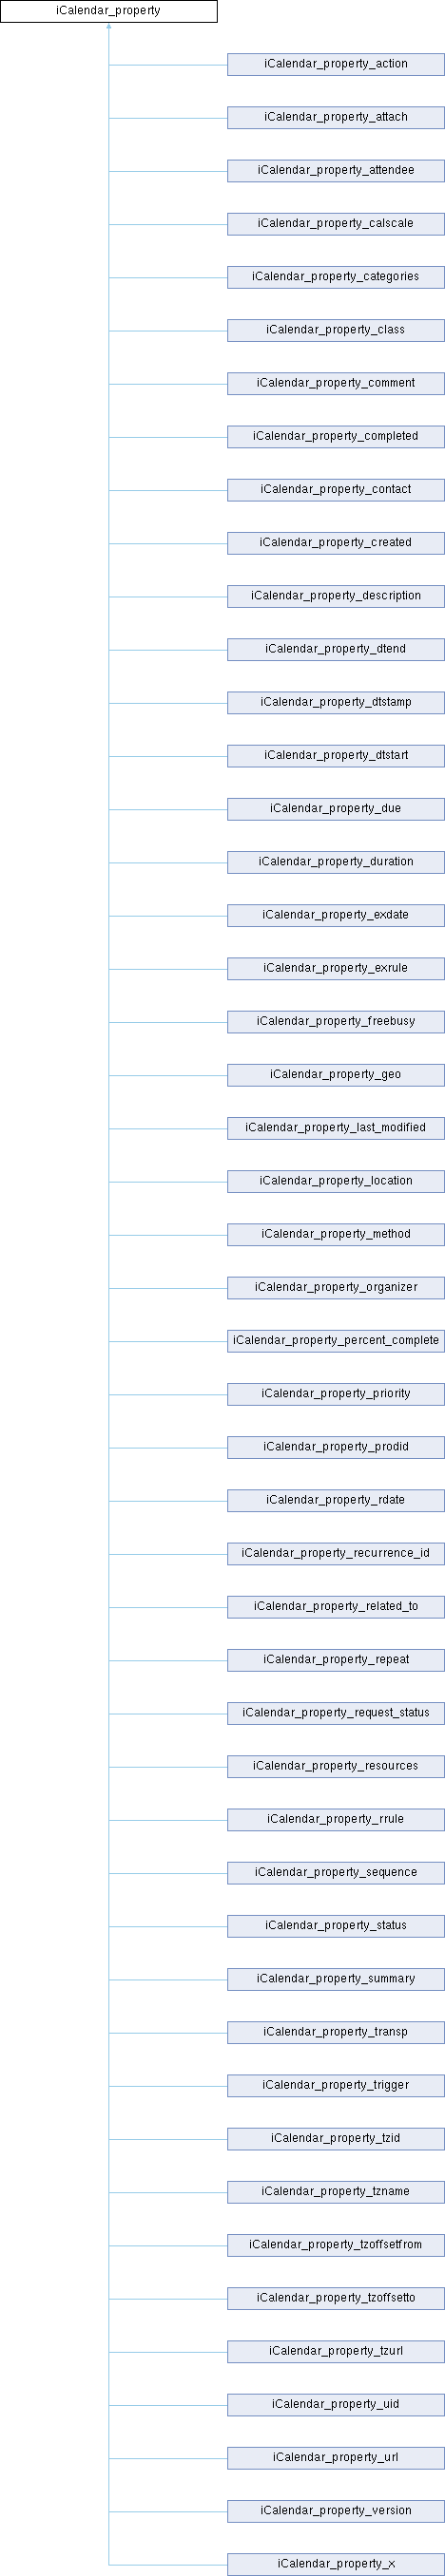 iCalendar_property
iCalendar_property_action
iCalendar_property_attach
iCalendar_property_attendee
iCalendar_property_calscale
iCalendar_property_categories
iCalendar_property_class
iCalendar_property_comment
iCalendar_property_completed
iCalendar_property_contact
iCalendar_property_created
iCalendar_property_description
iCalendar_property_dtend
iCalendar_property_dtstamp
iCalendar_property_dtstart
iCalendar_property_due
iCalendar_property_duration
iCalendar_property_exdate
iCalendar_property_exrule
iCalendar_property_freebusy
iCalendar_property_geo
iCalendar_property_last_modified
iCalendar_property_location
iCalendar_property_method
iCalendar_property_organizer
iCalendar_property_percent_complete
iCalendar_property_priority
iCalendar_property_prodid
iCalendar_property_rdate
iCalendar_property_recurrence_id
iCalendar_property_related_to
iCalendar_property_repeat
iCalendar_property_request_status
iCalendar_property_resources
iCalendar_property_rrule
iCalendar_property_sequence
iCalendar_property_status
iCalendar_property_summary
iCalendar_property_transp
iCalendar_property_trigger
iCalendar_property_tzid
iCalendar_property_tzname
iCalendar_property_tzoffsetfrom
iCalendar_property_tzoffsetto
iCalendar_property_tzurl
iCalendar_property_uid
iCalendar_property_url
iCalendar_property_version
iCalendar_property_x